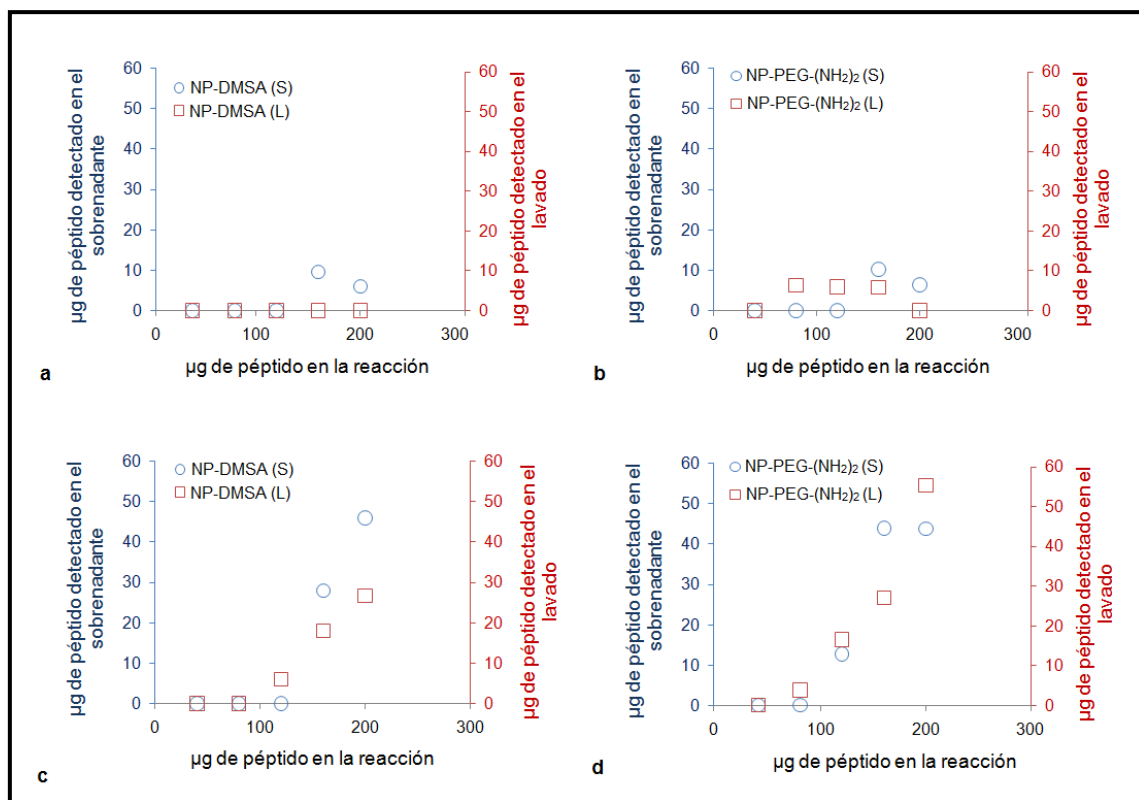 60
50
40
30
20
10
0
µg de péptido detectado en el
sobrenadante
NP-DMSA (S)
NP-DMSA (L)
60
50
40
30
20
10
0
µg de péptido detectado en el
lavado
0
100
200
300
µg de péptido en la reacción
a
60
50
40
30
20
10
0
µg de péptido detectado en el
sobrenadante
NP-PEG-(NH₂)₂ (S)
NP-PEG-(NH₂)₂ (L)
60
50
40
30
20
10
0
µg de péptido detectado en el
lavado
0
100
200
300
µg de péptido en la reacción
b
60
50
40
30
20
10
0
µg de péptido detectado en el
sobrenadante
NP-DMSA (S)
NP-DMSA (L)
60
50
40
30
20
10
0
µg de péptido detectado en el
lavado
0
100
200
300
µg de péptido en la reacción
c
60
50
40
30
20
10
0
µg de péptido detectado en el
sobrenadante
NP-PEG-(NH₂)₂ (S)
NP-PEG-(NH₂)₂ (L)
60
50
40
30
20
10
0
µg de péptido detectado en el
lavado
0
100
200
300
µg de péptido en la reacción
d